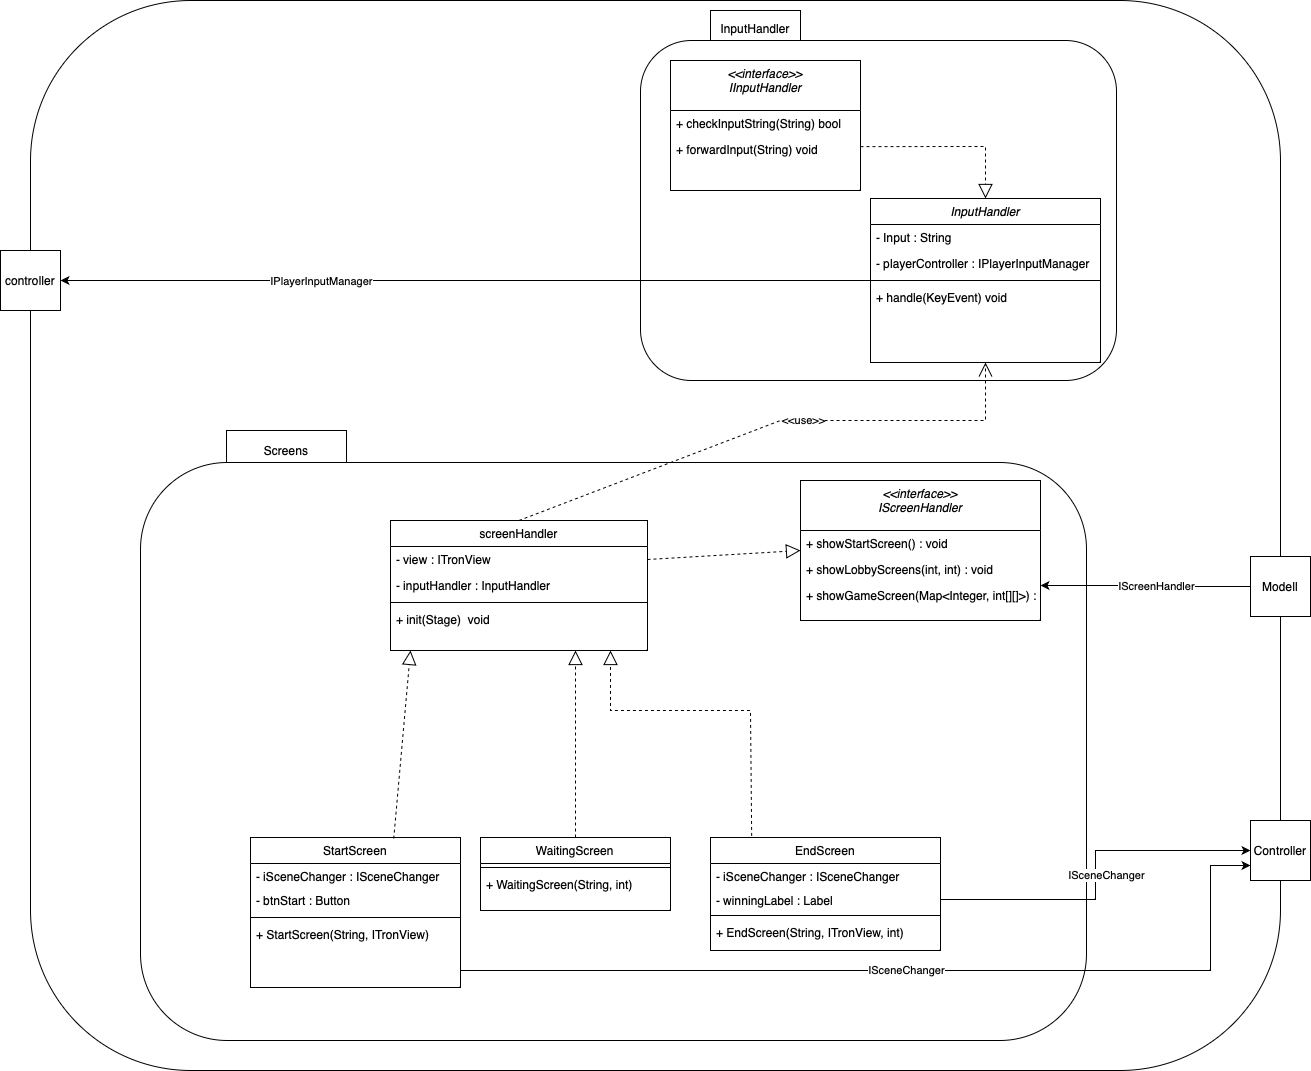 InputHandler
<<interface>>
IInputHandler
+ checkInputString(String) bool
+ forwardInput(String) void
InputHandler
- Input : String
- playerController : IPlayerInputManager
+ handle(KeyEvent) void
controller
IPlayerInputManager
<<use>>
Screens
<<interface>>
IScreenHandler
+ showStartScreen() : void
+ showLobbyScreens(int, int) : void
+ showGameScreen(Map<Integer, int[][]>) :
screenHandler
- view : ITronView
- inputHandler : InputHandler
+ init(Stage)  void
IScreenHandler
Modell
StartScreen
- iSceneChanger : ISceneChanger
- btnStart : Button
+ StartScreen(String, ITronView)
WaitingScreen
+ WaitingScreen(String, int)
EndScreen
- iSceneChanger : ISceneChanger
- winningLabel : Label
+ EndScreen(String, ITronView, int)
ISceneChanger
Controller
ISceneChanger